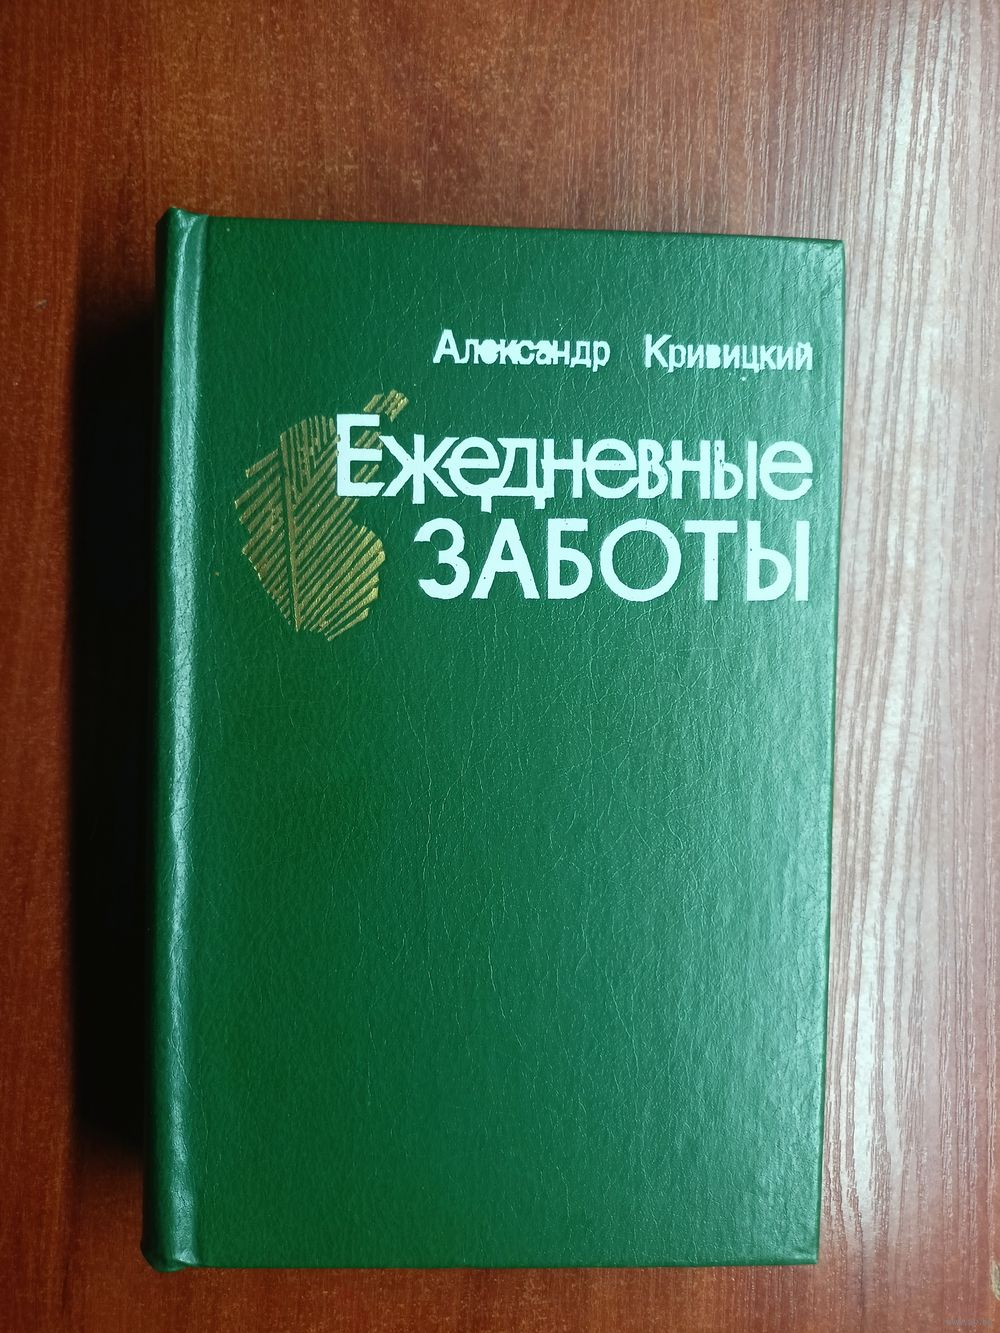 Александр Кривицкий
Ежедневные
ЗАБОТЫ